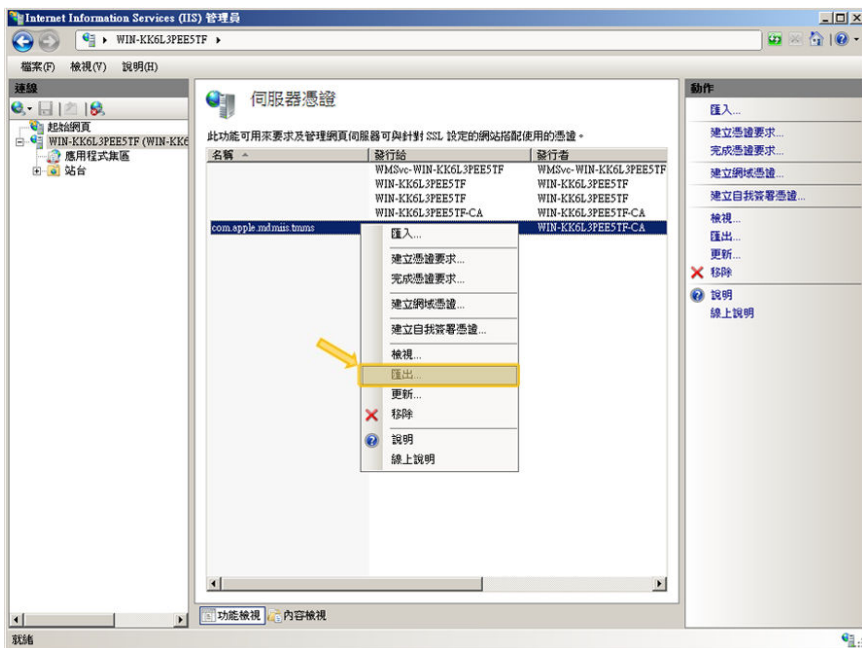 Internet Information Services (IIS) 管理員
WIN-KK6L3PEE5TF
檔案(F) 檢視(V) 說明(H)
連線
起始網頁
WIN-KK6L3PEE5TF (WIN-KK6
應用程式集區
站台
伺服器憑證
此功能可用來要求及管理網頁伺服器可與針對 SSL 設定的網站搭配使用的憑證。
名稱 發行給 發行者
WMSvc-WIN-KK6L3PEE5TF WMSvc-WIN-KK6L3PEE5TF
WIN-KK6L3PEE5TF WIN-KK6L3PEE5TF
WIN-KK6L3PEE5TF WIN-KK6L3PEE5TF
WIN-KK6L3PEE5TF-CA WIN-KK6L3PEE5TF-CA
com.apple.mdmiis.tmms WIN-KK6L3PEE5TF-CA
匯入...
建立憑證要求...
完成憑證要求...
建立網域憑證...
建立自我簽署憑證...
檢視...
匯出...
更新...
移除
說明
線上說明
功能檢視 內容檢視
動作
匯入...
建立憑證要求...
完成憑證要求...
建立網域憑證...
建立自我簽署憑證...
檢視...
匯出...
更新...
移除
說明
線上說明
就緒